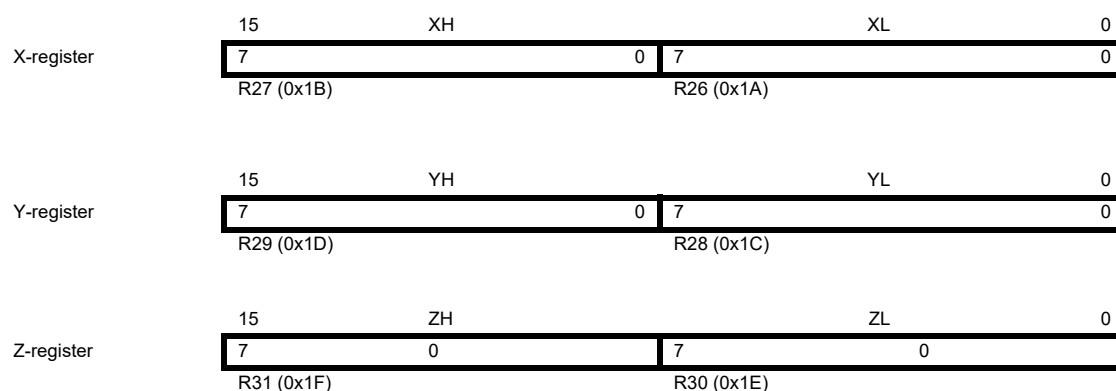 15 XH XL 0
X-register 7 0 7 0
R27 (0x1B) R26 (0x1A)
15 YH YL 0
Y-register 7 0 7 0
R29 (0x1D) R28 (0x1C)
15 ZH ZL 0
Z-register 7 0 7 0
R31 (0x1F) R30 (0x1E)